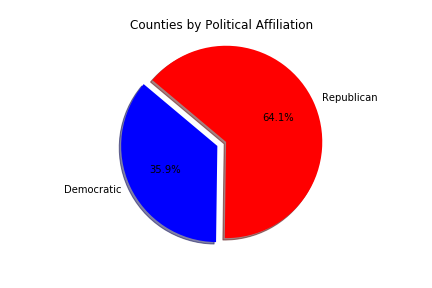 Counties by Political Affiliation
Republican
64.1%
35.9%
Democratic